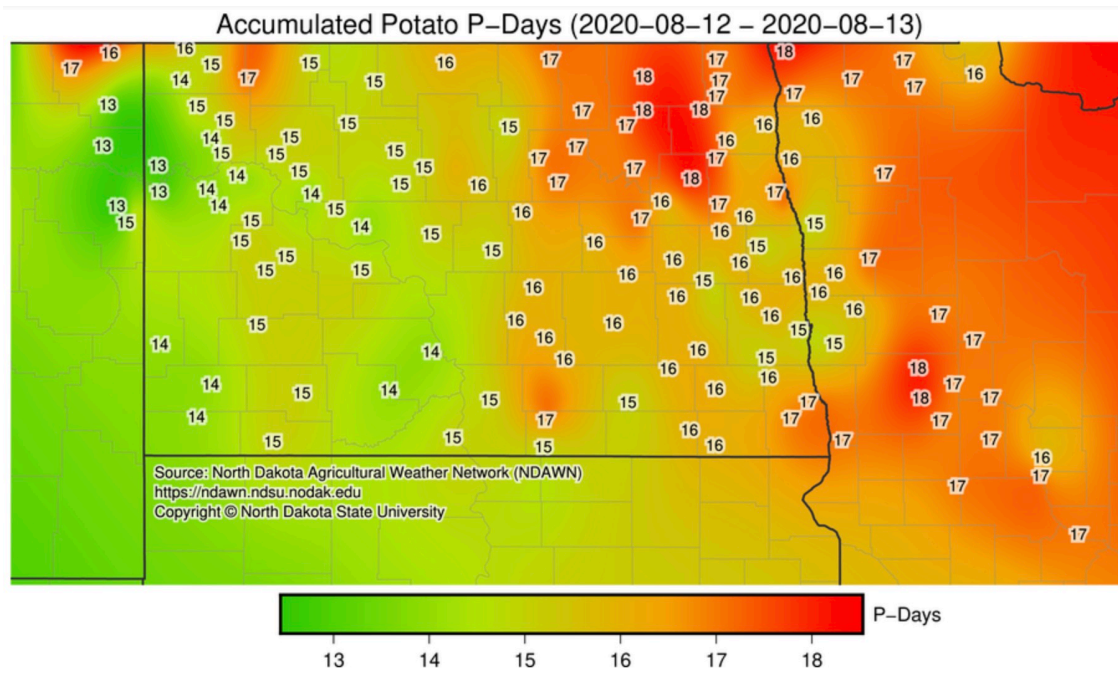 Accumulated Potato P−Days (2020−08−12 − 2020−08−13)
16 16 18
17 15 15 16 17 17 17
14 17 15 18 17 17 17 16
13 15 17 17
17 18 18
15 15 15 17 16 16
14 15 16
13 15 15 15 17
17 17 16
13 15 15 17 17
14 15 16 17 18
13 14 14 17
13 14 15 16 16 17
15 15 14 17 16 15
15 15 16 16
15 15 16 16 15 17
15 15 16 15 16 16
16 16 16 16
16 16 16 17
15 16 15
14 16 15 17
14 16 16 15
16 16 18
14 15 14 16 17
15 15 17 18 17
14 17 17 17
15 15 15 16 16 17 17
16
17
17
17
Source: North Dakota Agricultural Weather Network (NDAWN)
https://ndawn.ndsu.nodak.edu
Copyright © North Dakota State University
P−Days
13 14 15 16 17 18